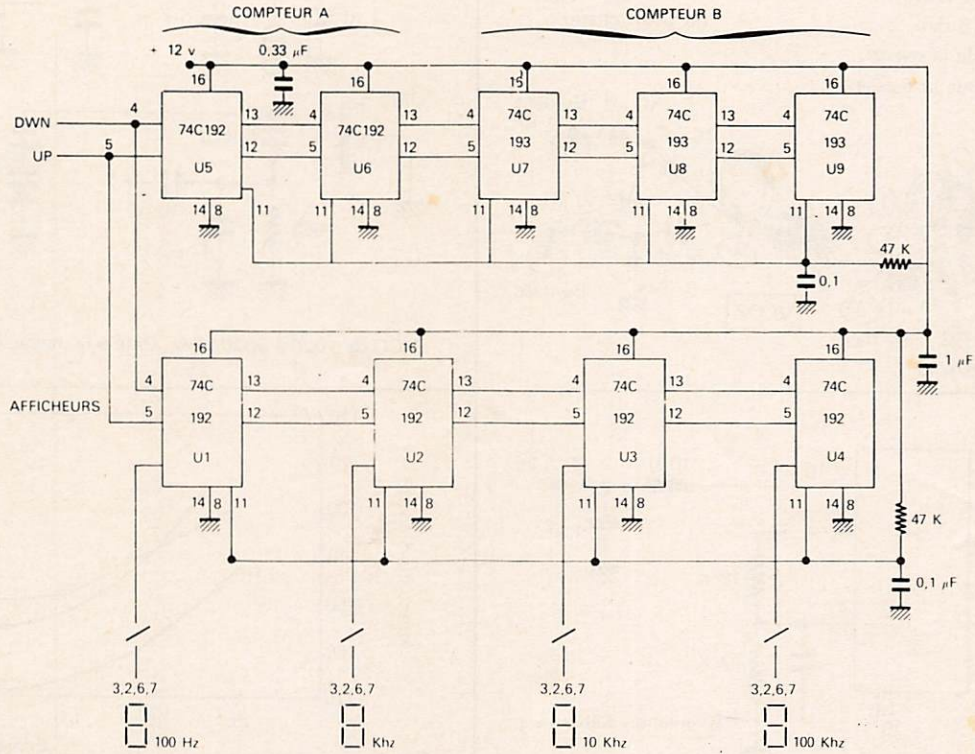 COMPTEUR A
COMPTEUR B
+ 12 v
0,33 µF
16
16
15
16
16
DWN
4
74C192
13
4
74C192
13
4
74C
193
13
4
74C
193
13
4
74C
193
UP
5
12
5
12
5
12
5
12
5
U5
U6
U7
U8
U9
14 8
11
11
14 8
11
14 8
11
14 8
11
14 8
47 K
0,1
16
16
16
16
1 µF
AFFICHEURS
4
74C
192
13
4
74C
192
13
4
74C
192
13
4
74C
192
5
12
5
12
5
12
5
U1
U2
U3
U4
14 8 11
11
14 8
11
14 8
11
14 8
47 K
0,1 µF
3,2,6,7
3,2,6,7
3,2,6,7
3,2,6,7
100 Hz
Khz
10 Khz
100 Khz